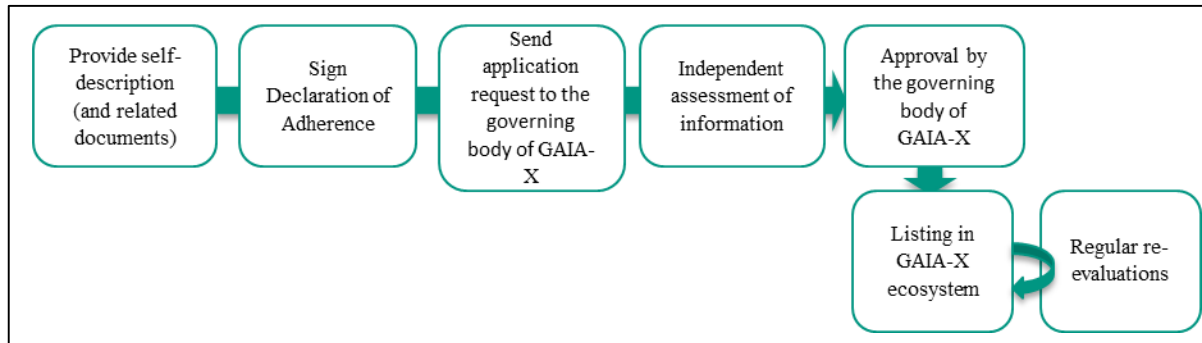 Provide self-
description
(and related
documents)
Sign
Declaration of
Adherence
Send
application
request to the
governing
body of GAIA-
X
Independent
assessment of
information
Approval by
the governing
body of
GAIA-X
Listing in
GAIA-X
ecosystem
Regular re-
evaluations